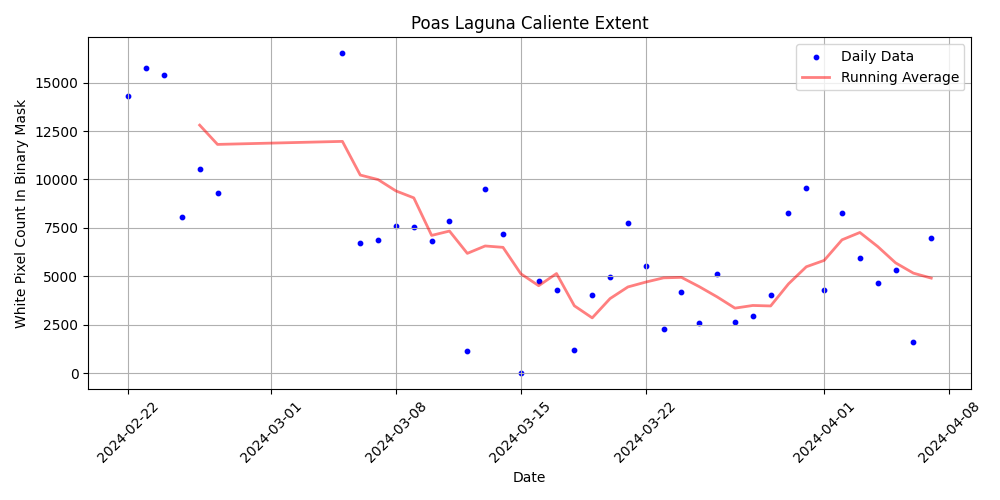 Poas Laguna Caliente Extent
Daily Data
Running Average
White Pixel Count In Binary Mask
15000
12500
10000
7500
5000
2500
0
2024-02-22
2024-03-01
2024-03-08
2024-03-15
2024-03-22
2024-04-01
2024-04-08
Date